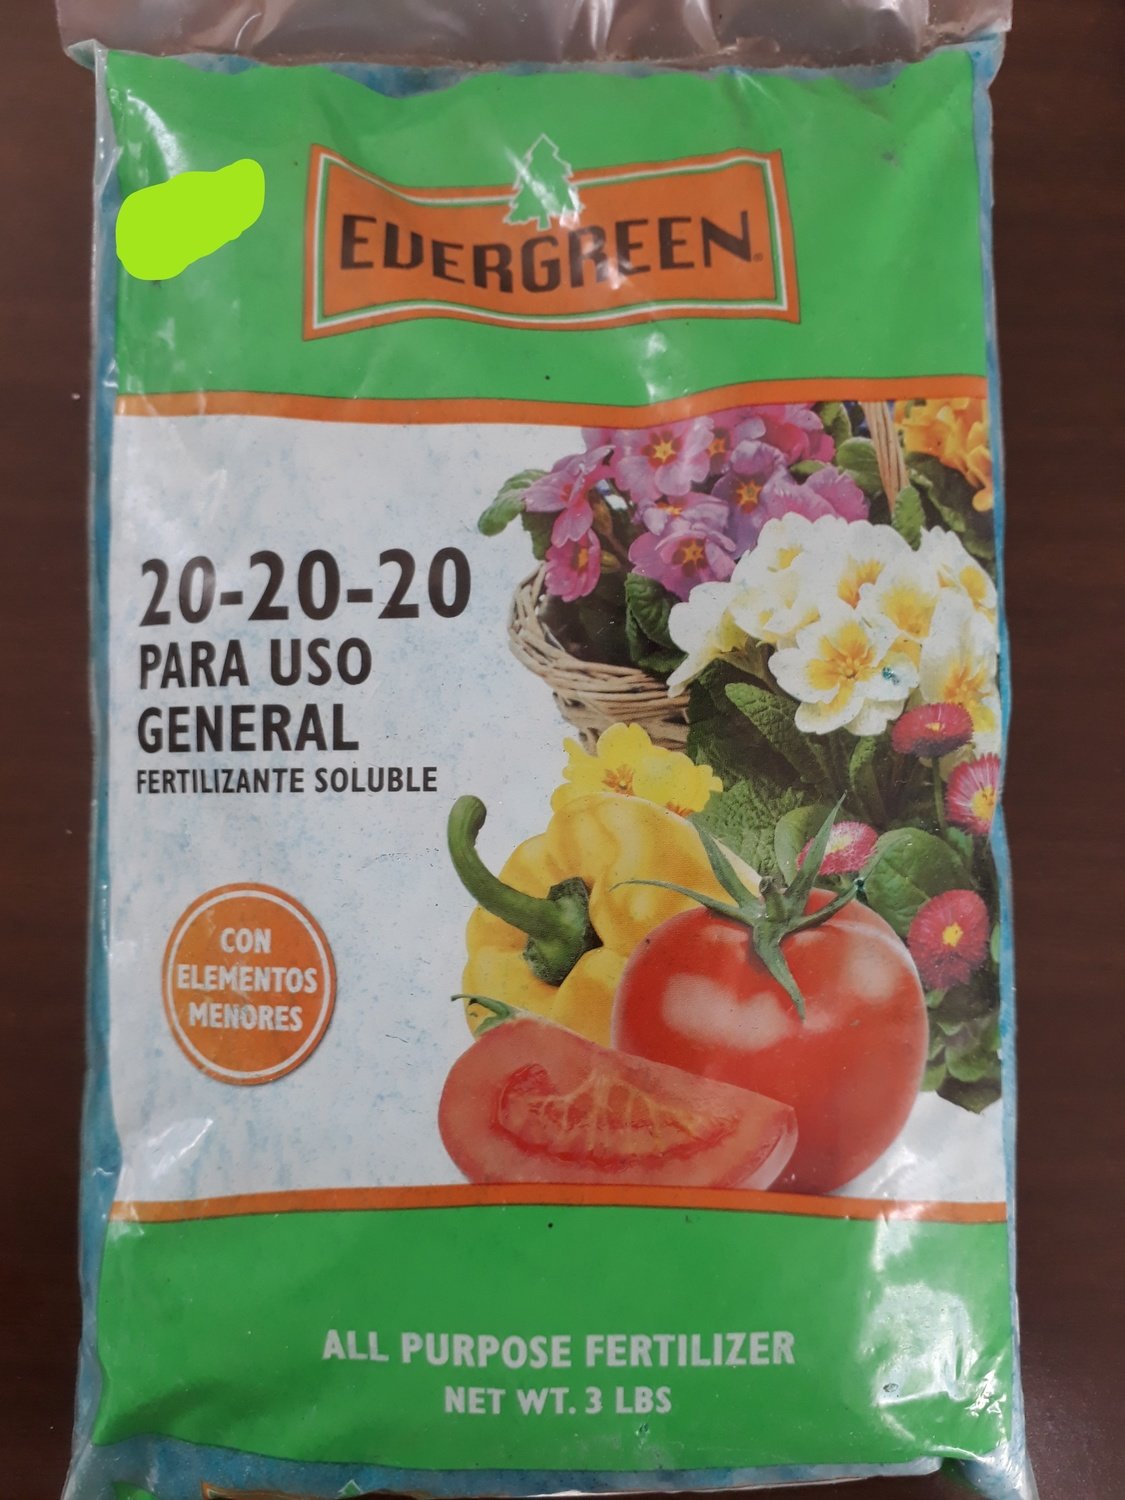 EVERGREEN®
20-20-20
PARA USO
GENERAL
FERTILIZANTE SOLUBLE
CON
ELEMENTOS
MENORES
ALL PURPOSE FERTILIZER
NET WT. 3 LBS